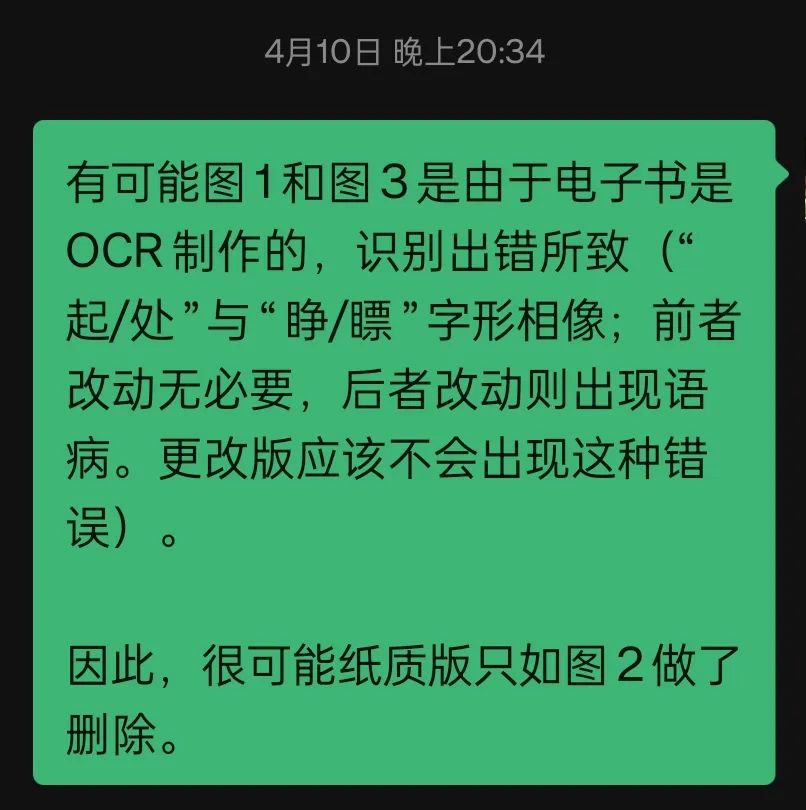 4月10日 晚上20:34
有可能图1和图3是由于电子书是
OCR制作的，识别出错所致（“
起/处”与“睁/瞟”字形相像；前者
改动无必要，后者改动则出现语
病。更改版应该不会出现这种错
误）。
因此，很可能纸质版只如图2做了
删除。